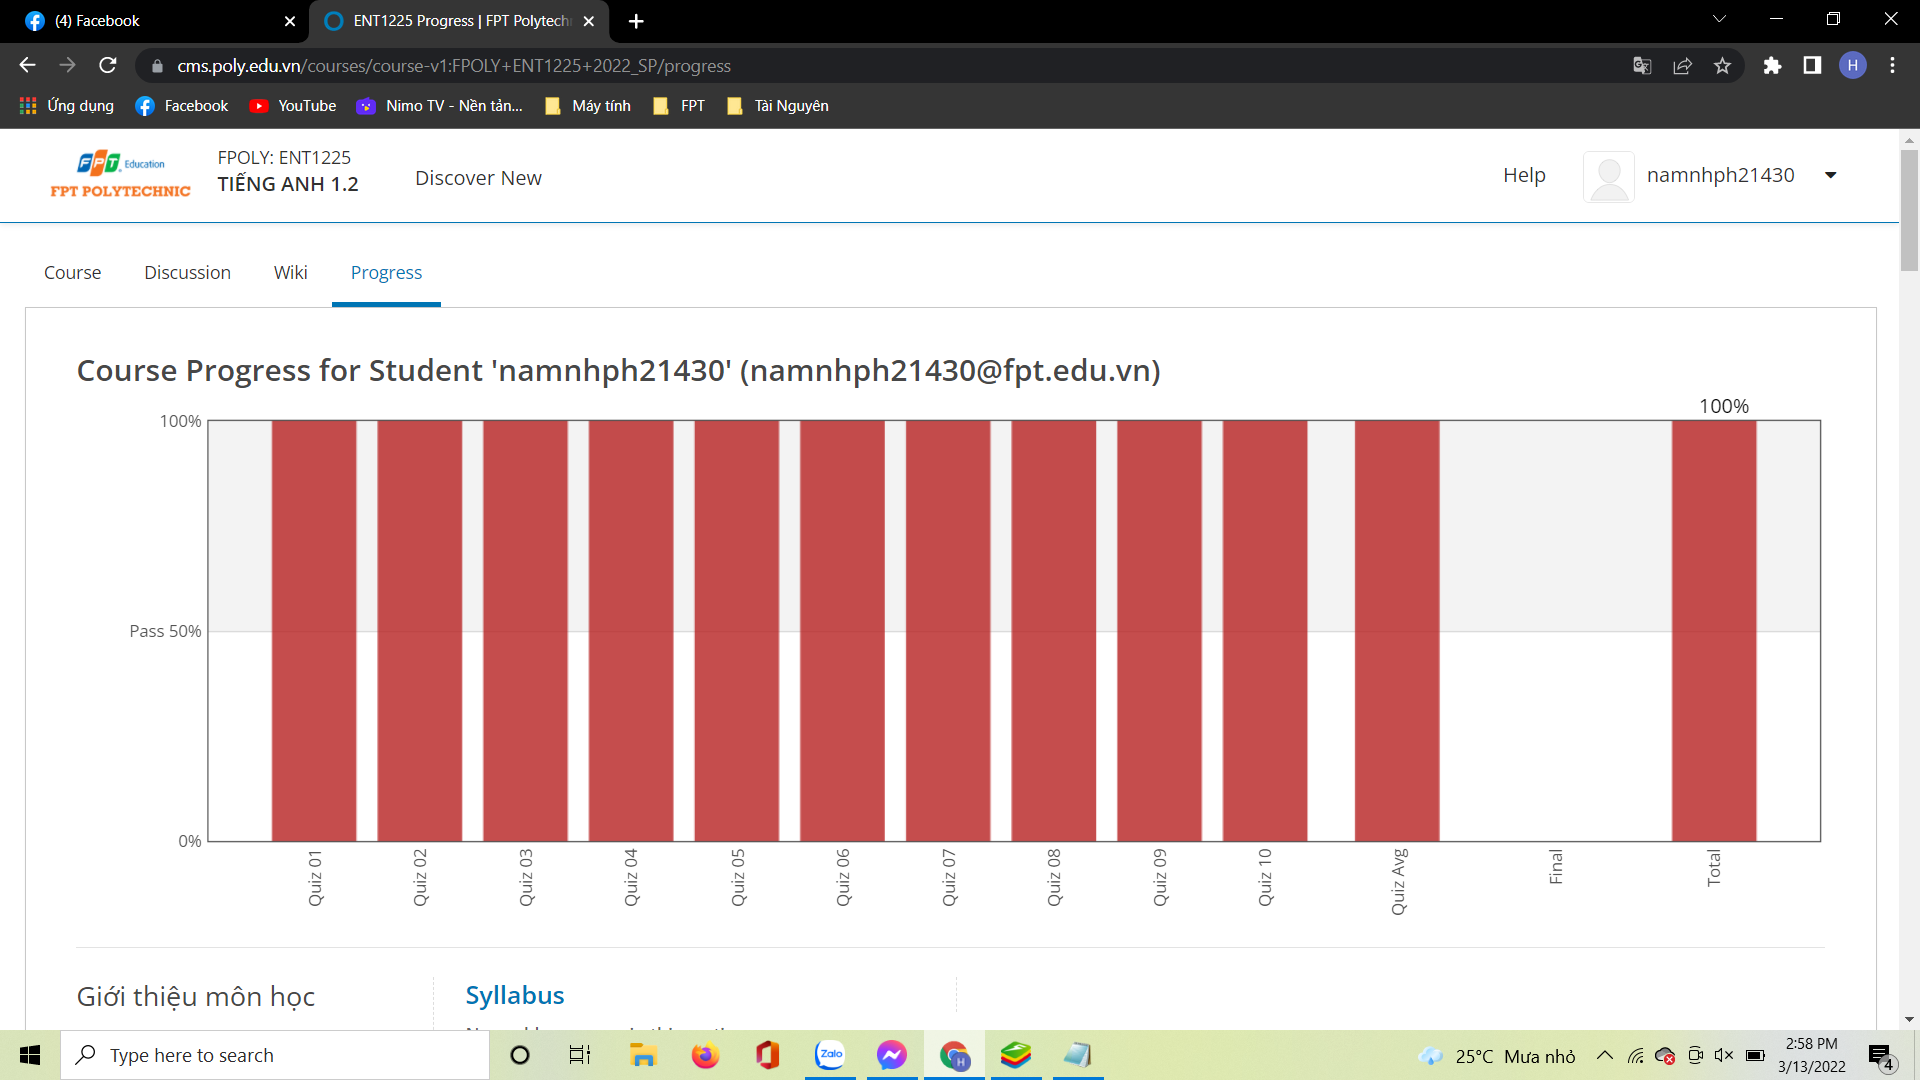 (4) Facebook
ENT1225 Progress | FPT Polytech
cms.poly.edu.vn/courses/course-v1:FPOLY+ENT1225+2022_SP/progress
H
Ứng dụng
Facebook
YouTube
Nimo TV - Nền tản...
Máy tính
FPT
Tài Nguyên
FPT Education
FPT POLYTECHNIC
FPOLY: ENT1225
TIẾNG ANH 1.2
Discover New
Help
namnhph21430
Course
Discussion
Wiki
Progress
Course Progress for Student 'namnhph21430' (namnhph21430@fpt.edu.vn)
100%
100%
Pass 50%
0%
Quiz 01
Quiz 02
Quiz 03
Quiz 04
Quiz 05
Quiz 06
Quiz 07
Quiz 08
Quiz 09
Quiz 10
Quiz Avg
Final
Total
Giới thiệu môn học
Syllabus
Type here to search
Zalo
H
25°C Mưa nhỏ
2:58 PM
3/13/2022
4